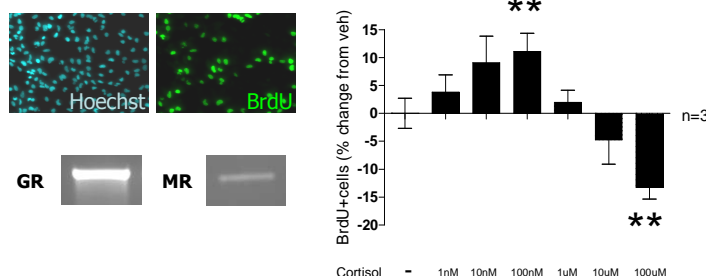 Hoechst
BrdU
GR
MR
BrdU+cells (% change from veh)
15
10
5
0
-5
-10
-15
-20
**
**
n=3
Cortisol - 1nM 10nM 100nM 1uM 10uM 100uM